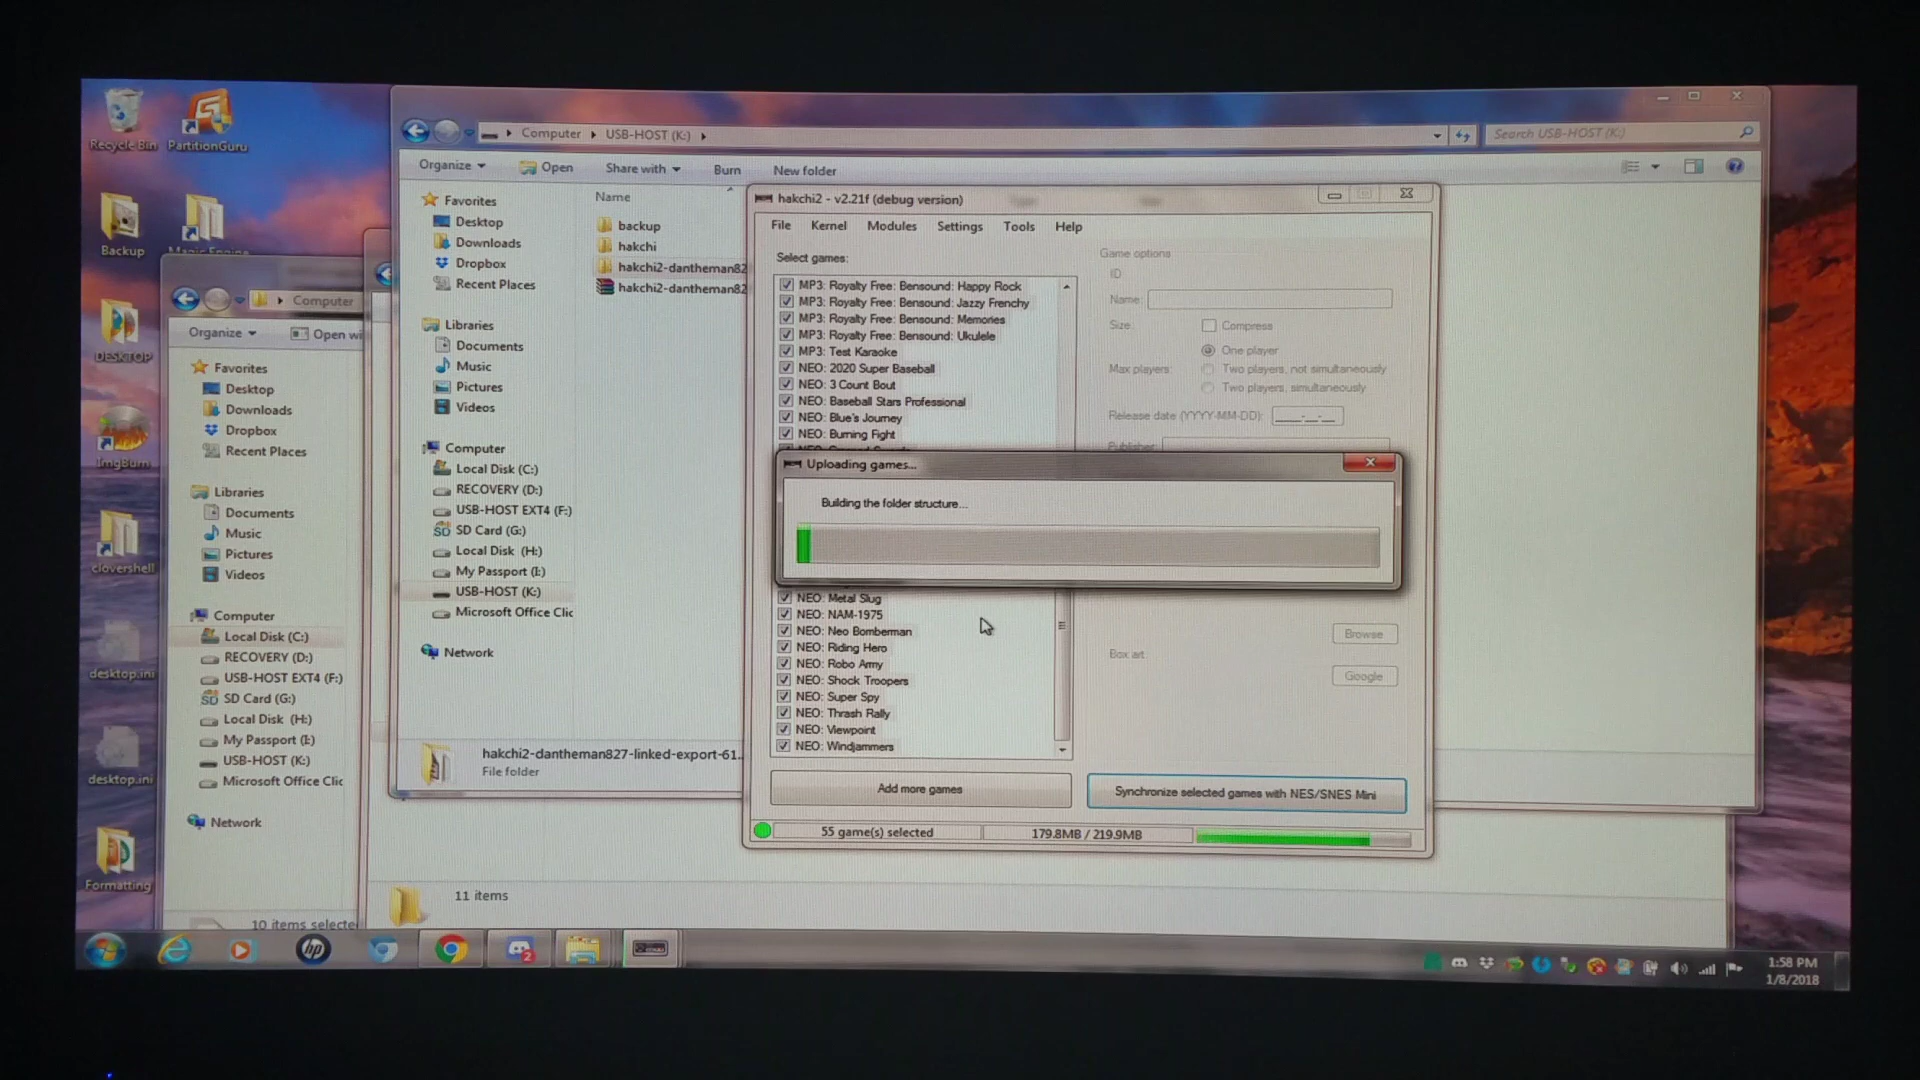 Recycle Bin
PartitionGuru
Backup
Magic Engine
DESKTOP
ImgBurn
clovershell
desktop.ini
desktop.ini
Formatting
Computer
Organize
Open wi
Favorites
Desktop
Downloads
Dropbox
Recent Places
Libraries
Documents
Music
Pictures
Videos
Computer
Local Disk (C:)
RECOVERY (D:)
USB-HOST EXT4 (F:)
SD Card (G:)
Local Disk (H:)
My Passport (I:)
USB-HOST (K:)
Microsoft Office Clic
Network
10 items selecte
Computer USB-HOST (K:)
Search USB-HOST (K:)
Organize Open Share with Burn New folder
Favorites
Desktop
Downloads
Dropbox
Recent Places
Libraries
Documents
Music
Pictures
Videos
Computer
Local Disk (C:)
RECOVERY (D:)
USB-HOST EXT4 (F:)
SD Card (G:)
Local Disk (H:)
My Passport (I:)
USB-HOST (K:)
Microsoft Office Clic
Network
Name
backup
hakchi
hakchi2-dantheman82
hakchi2-dantheman82
hakchi2-dantheman827-linked-export-61...
File folder
11 items
hakchi2 - v2.21f (debug version)
File Kernel Modules Settings Tools Help
Select games:
MP3: Royalty Free: Bensound: Happy Rock
MP3: Royalty Free: Bensound: Jazzy Frenchy
MP3: Royalty Free: Bensound: Memories
MP3: Royalty Free: Bensound: Ukulele
MP3: Test Karaoke
NEO: 2020 Super Baseball
NEO: 3 Count Bout
NEO: Baseball Stars Professional
NEO: Blue's Journey
NEO: Burning Fight
Game options
ID
Name:
Size: Compress
One player
Max players: Two players, not simultaneously
Two players, simultaneously
Release date (YYYY-MM-DD): ____-__-__
Publisher:
Uploading games...
Building the folder structure...
NEO: Metal Slug
NEO: NAM-1975
NEO: Neo Bomberman
NEO: Riding Hero
NEO: Robo Army
NEO: Shock Troopers
NEO: Super Spy
NEO: Thrash Rally
NEO: Viewpoint
NEO: Windjammers
Box art:
Browse
Google
Add more games
Synchronize selected games with NES/SNES Mini
55 game(s) selected
179.8MB / 219.9MB
hp
2
1:58 PM
1/8/2018